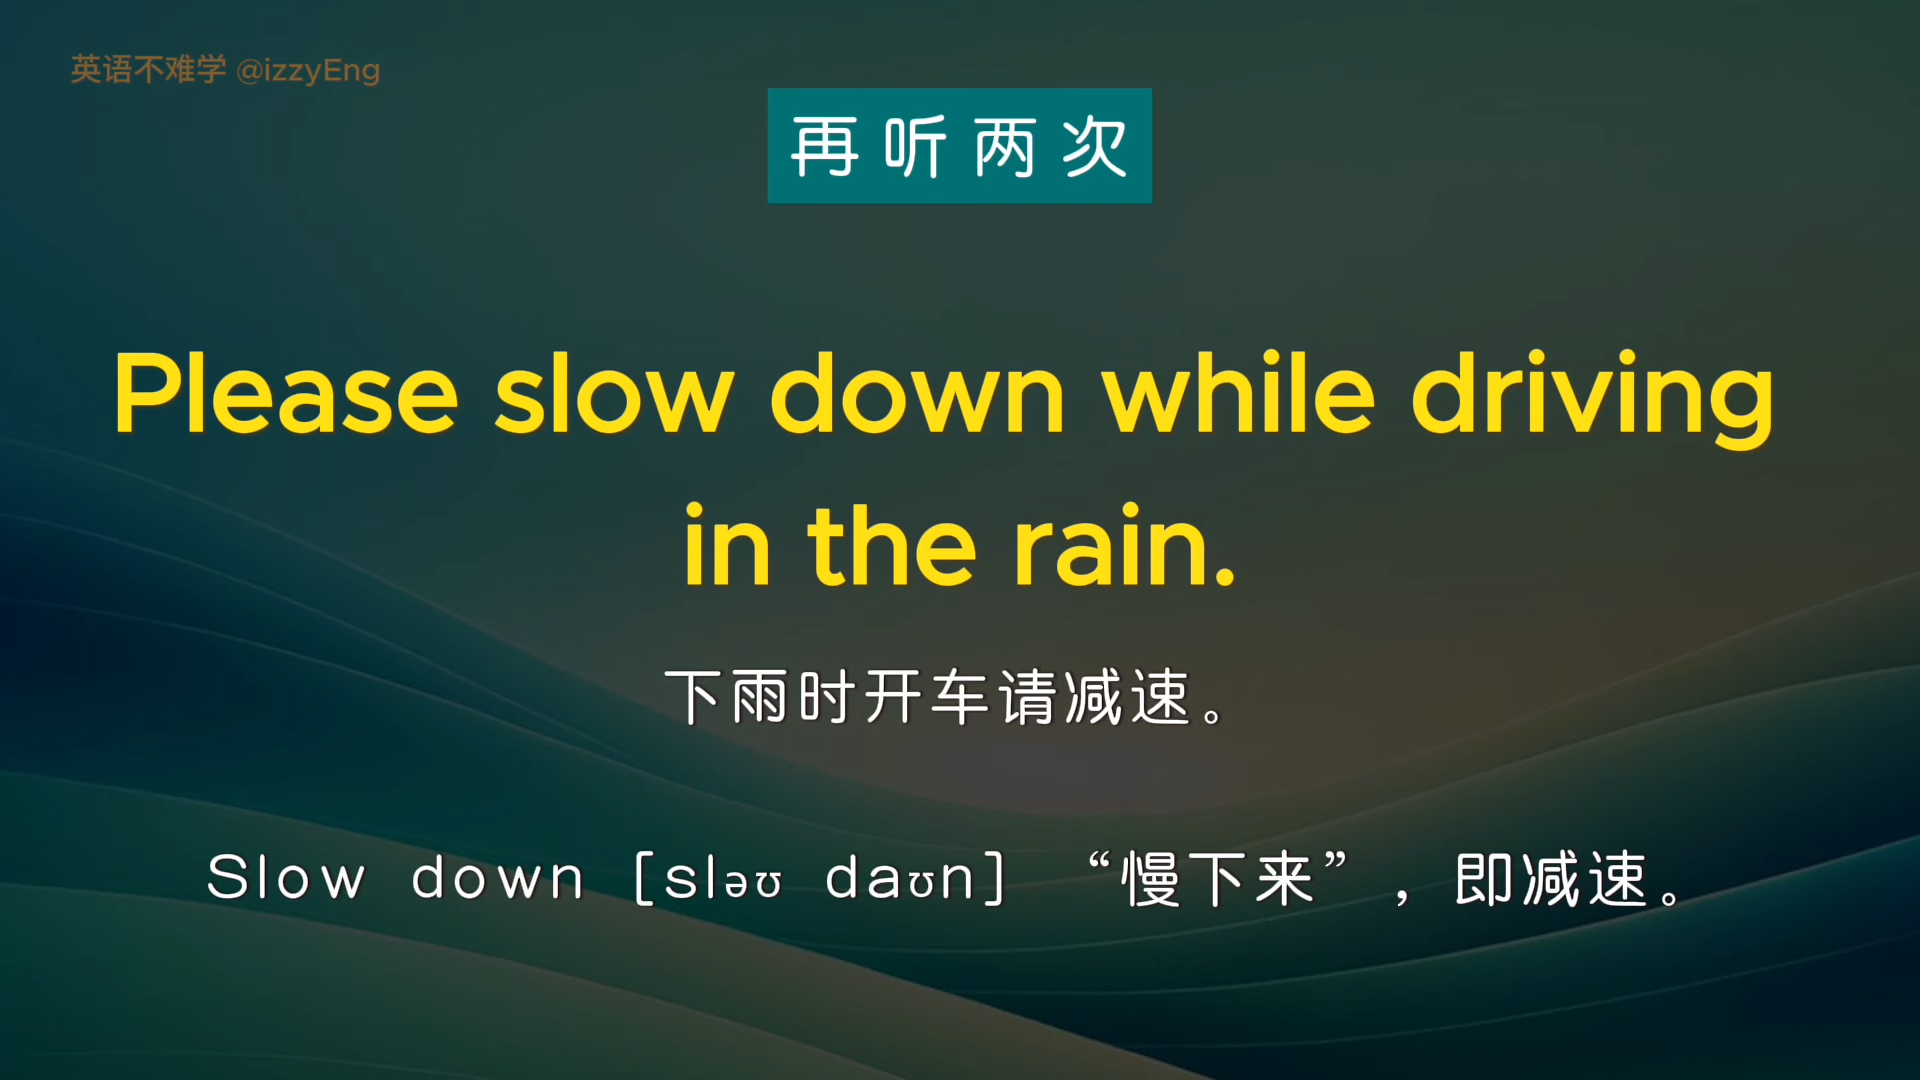 英语不难学 @izzyEng
再听两次
Please slow down while driving
in the rain.
下雨时开车请减速。
Slow down [sləʊ daʊn] “慢下来”，即减速。